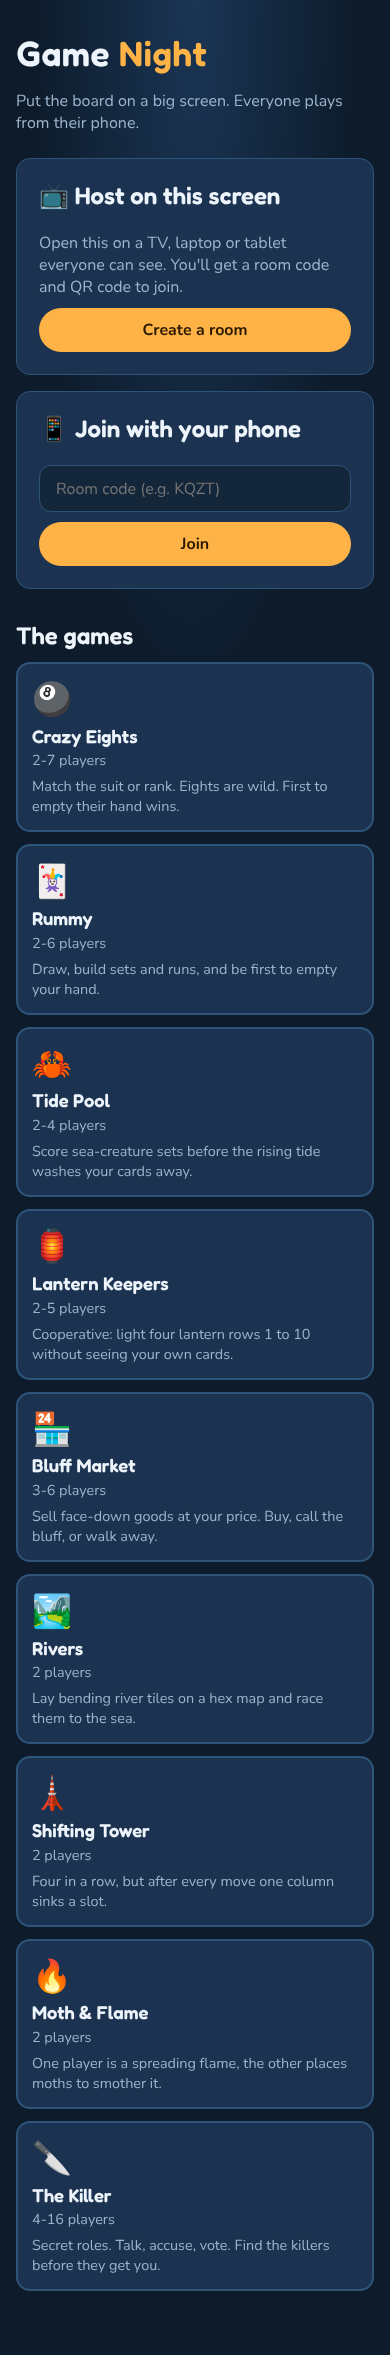 Game Night
Put the board on a big screen. Everyone plays
from their phone.
Host on this screen
Open this on a TV, laptop or tablet
everyone can see. You'll get a room code
and QR code to join.
Create a room
Join with your phone
Room code (e.g. KQZT)
Join
The games
8
Crazy Eights
2-7 players
Match the suit or rank. Eights are wild. First to
empty their hand wins.
Rummy
2-6 players
Draw, build sets and runs, and be first to empty
your hand.
Tide Pool
2-4 players
Score sea-creature sets before the rising tide
washes your cards away.
Lantern Keepers
2-5 players
Cooperative: light four lantern rows 1 to 10
without seeing your own cards.
24
Bluff Market
3-6 players
Sell face-down goods at your price. Buy, call the
bluff, or walk away.
Rivers
2 players
Lay bending river tiles on a hex map and race
them to the sea.
Shifting Tower
2 players
Four in a row, but after every move one column
sinks a slot.
Moth & Flame
2 players
One player is a spreading flame, the other places
moths to smother it.
The Killer
4-16 players
Secret roles. Talk, accuse, vote. Find the killers
before they get you.